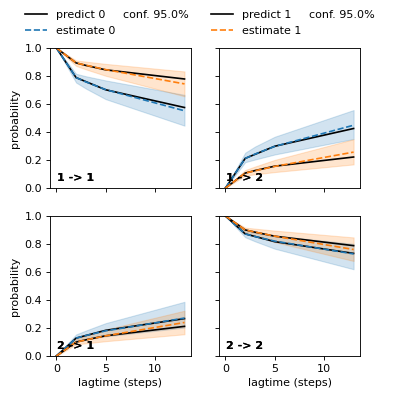 predict 0 conf. 95.0% predict 1 conf. 95.0%
estimate 0 estimate 1
1.0
0.8
0.6
0.4
0.2
0.0
probability
1 -> 1
1 -> 2
1.0
0.8
0.6
0.4
0.2
0.0
probability
2 -> 1
2 -> 2
0 5 10
0 5 10
lagtime (steps)
lagtime (steps)